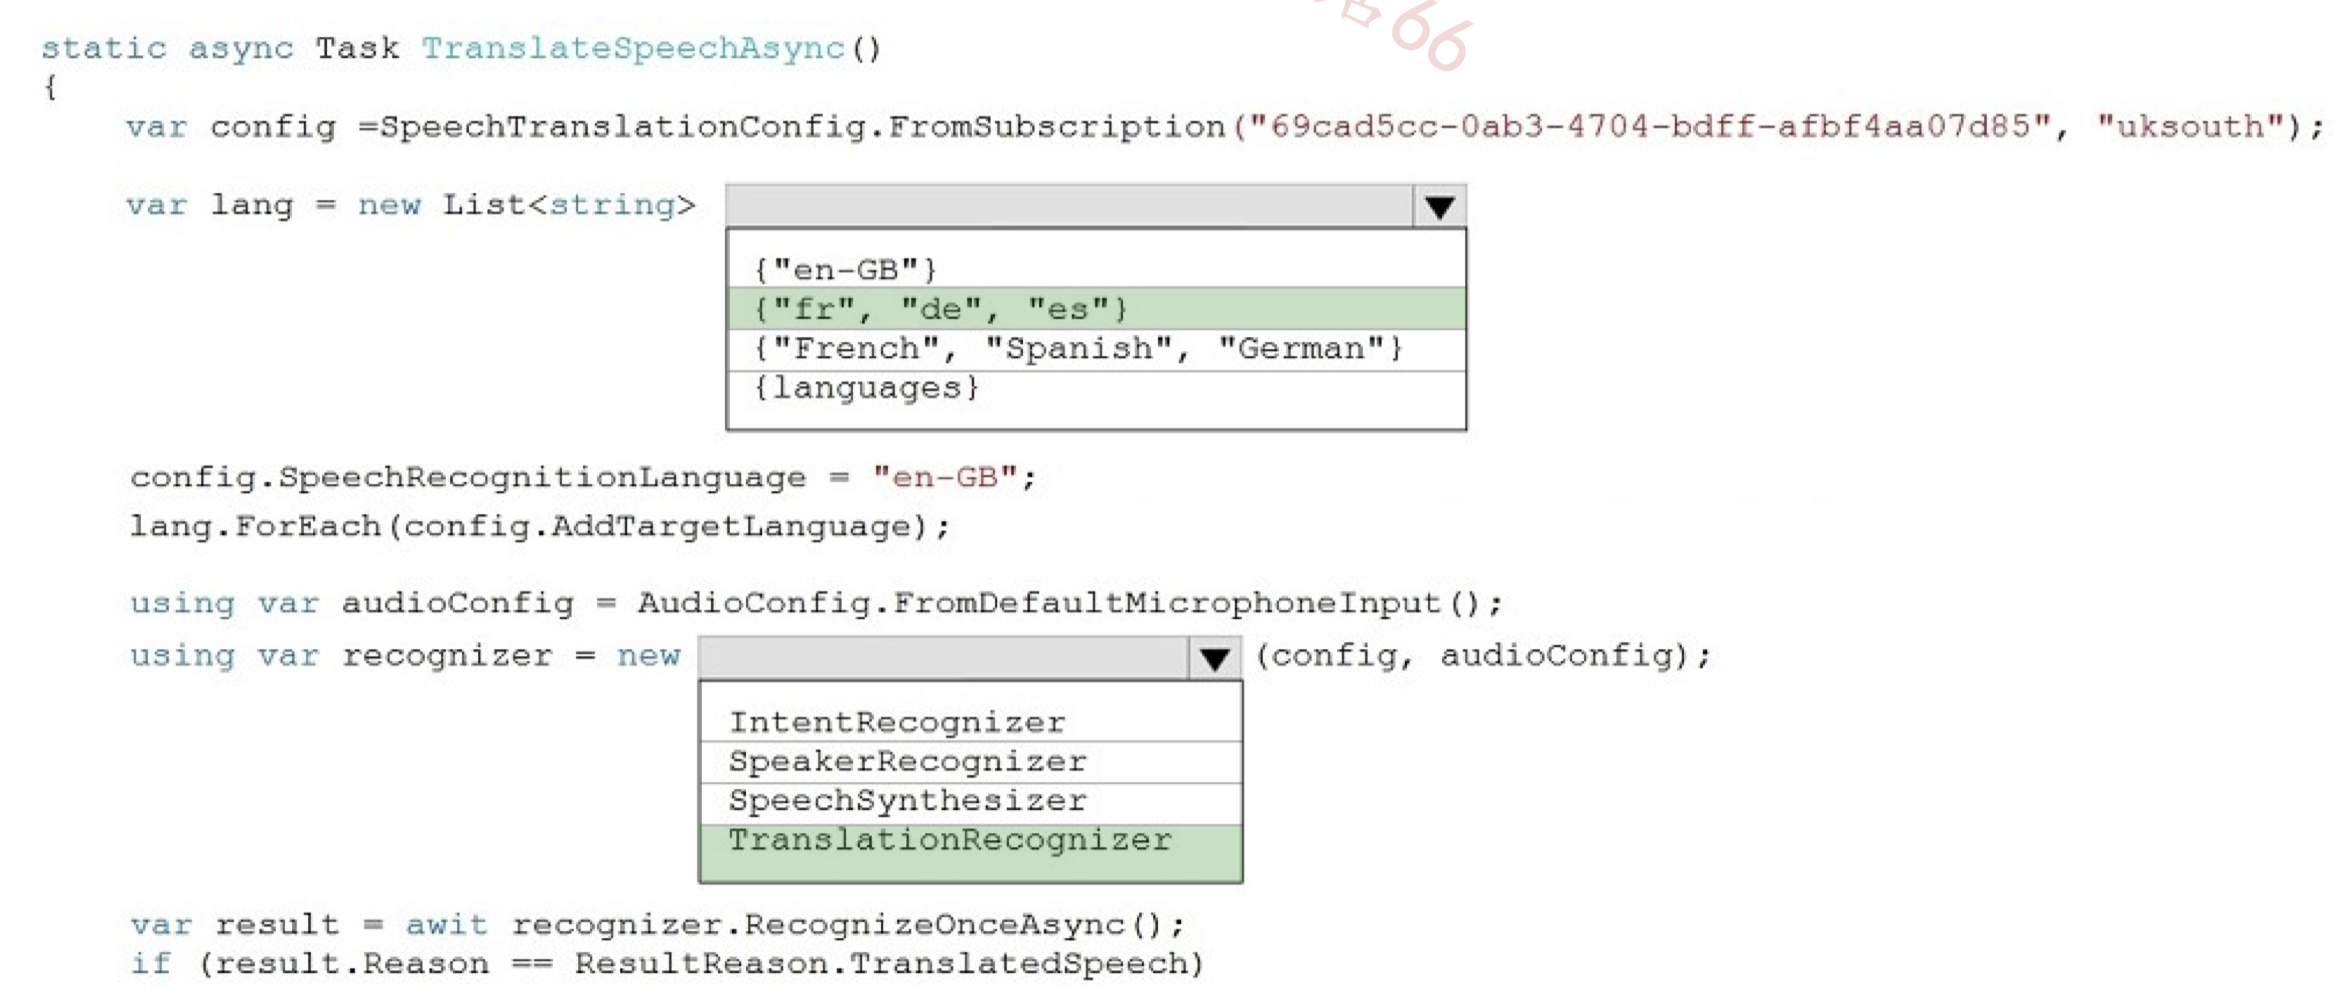 66
static async Task TranslateSpeechAsync()
{
var config =SpeechTranslationConfig.FromSubscription("69cad5cc-0ab3-4704-bdff-afbf4aa07d85", "uksouth");
var lang = new List<string>
{"en-GB"}
{"fr", "de", "es"}
{"French", "Spanish", "German"}
{languages}
config.SpeechRecognitionLanguage = "en-GB";
lang.ForEach(config.AddTargetLanguage);
using var audioConfig = AudioConfig.FromDefaultMicrophoneInput();
using var recognizer = new (config, audioConfig);
IntentRecognizer
SpeakerRecognizer
SpeechSynthesizer
TranslationRecognizer
var result = awit recognizer.RecognizeOnceAsync();
if (result.Reason == ResultReason.TranslatedSpeech)